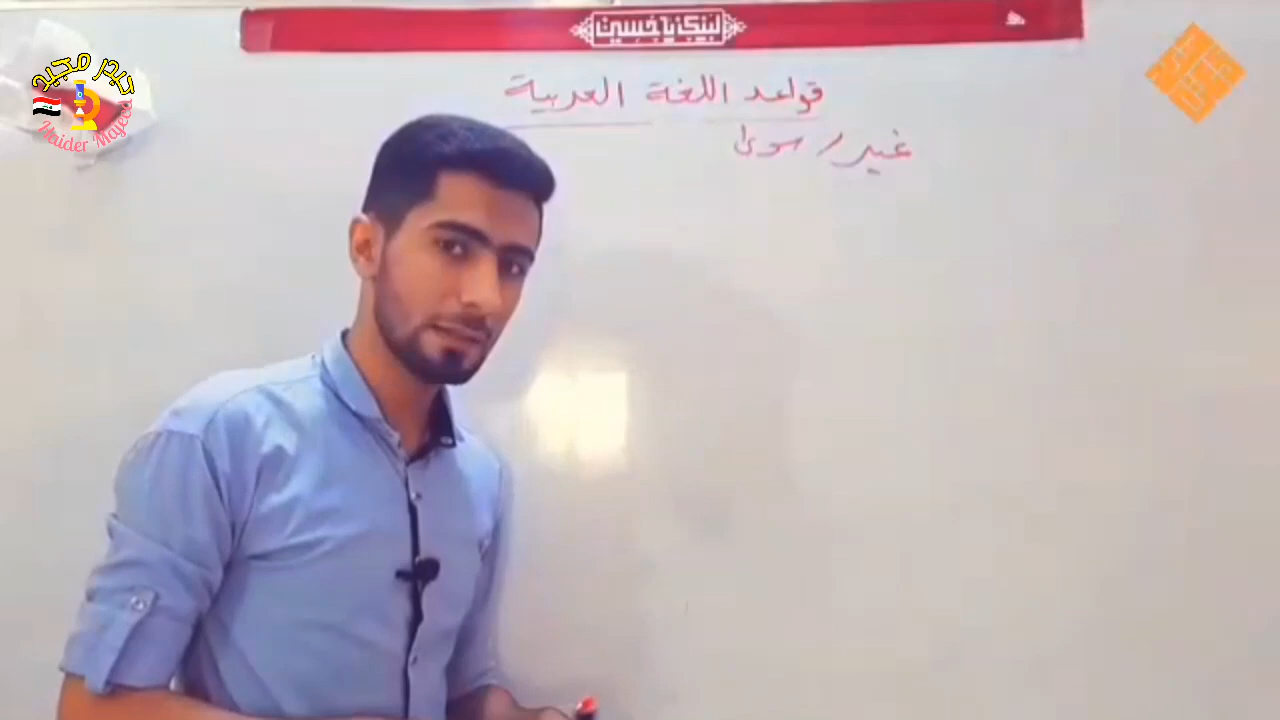 لبيك يا حسين
حيدر مجيد
Haider Majeed
قواعد اللغة العربية
غير / سوى